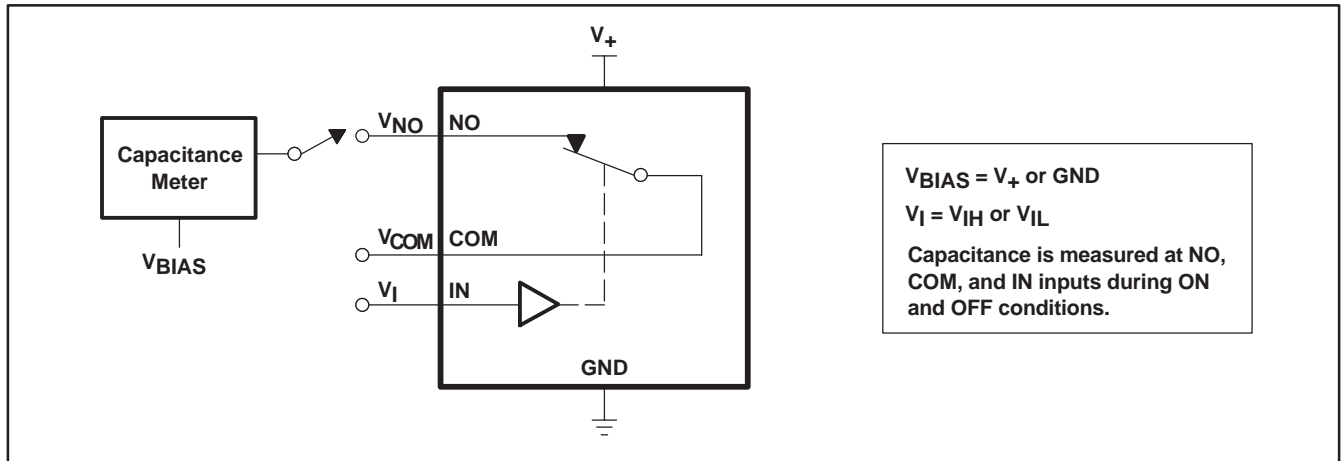 V+
VNO NO
Capacitance
Meter
VBIAS
VCOM COM
VI IN
GND
VBIAS = V+ or GND
VI = VIH or VIL
Capacitance is measured at NO,
COM, and IN inputs during ON
and OFF conditions.